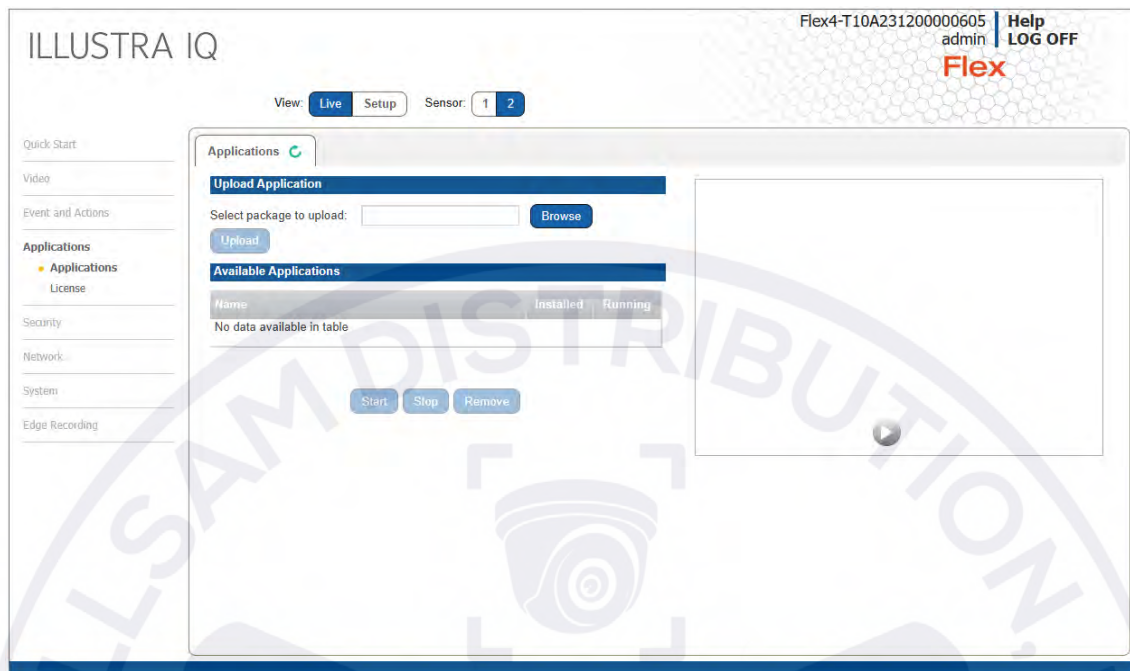 ILLUSTRA IQ
Flex4-T10A231200000605 Help
admin LOG OFF
Flex
View: Live Setup Sensor: 1 2
Quick Start
Video
Event and Actions
Applications
Applications
License
Security
Network
System
Edge Recording
Applications
Upload Application
Select package to upload: Browse
Upload
Available Applications
Name Installed Running
No data available in table
Start Stop Remove
LLSAM DISTRIBUTION,